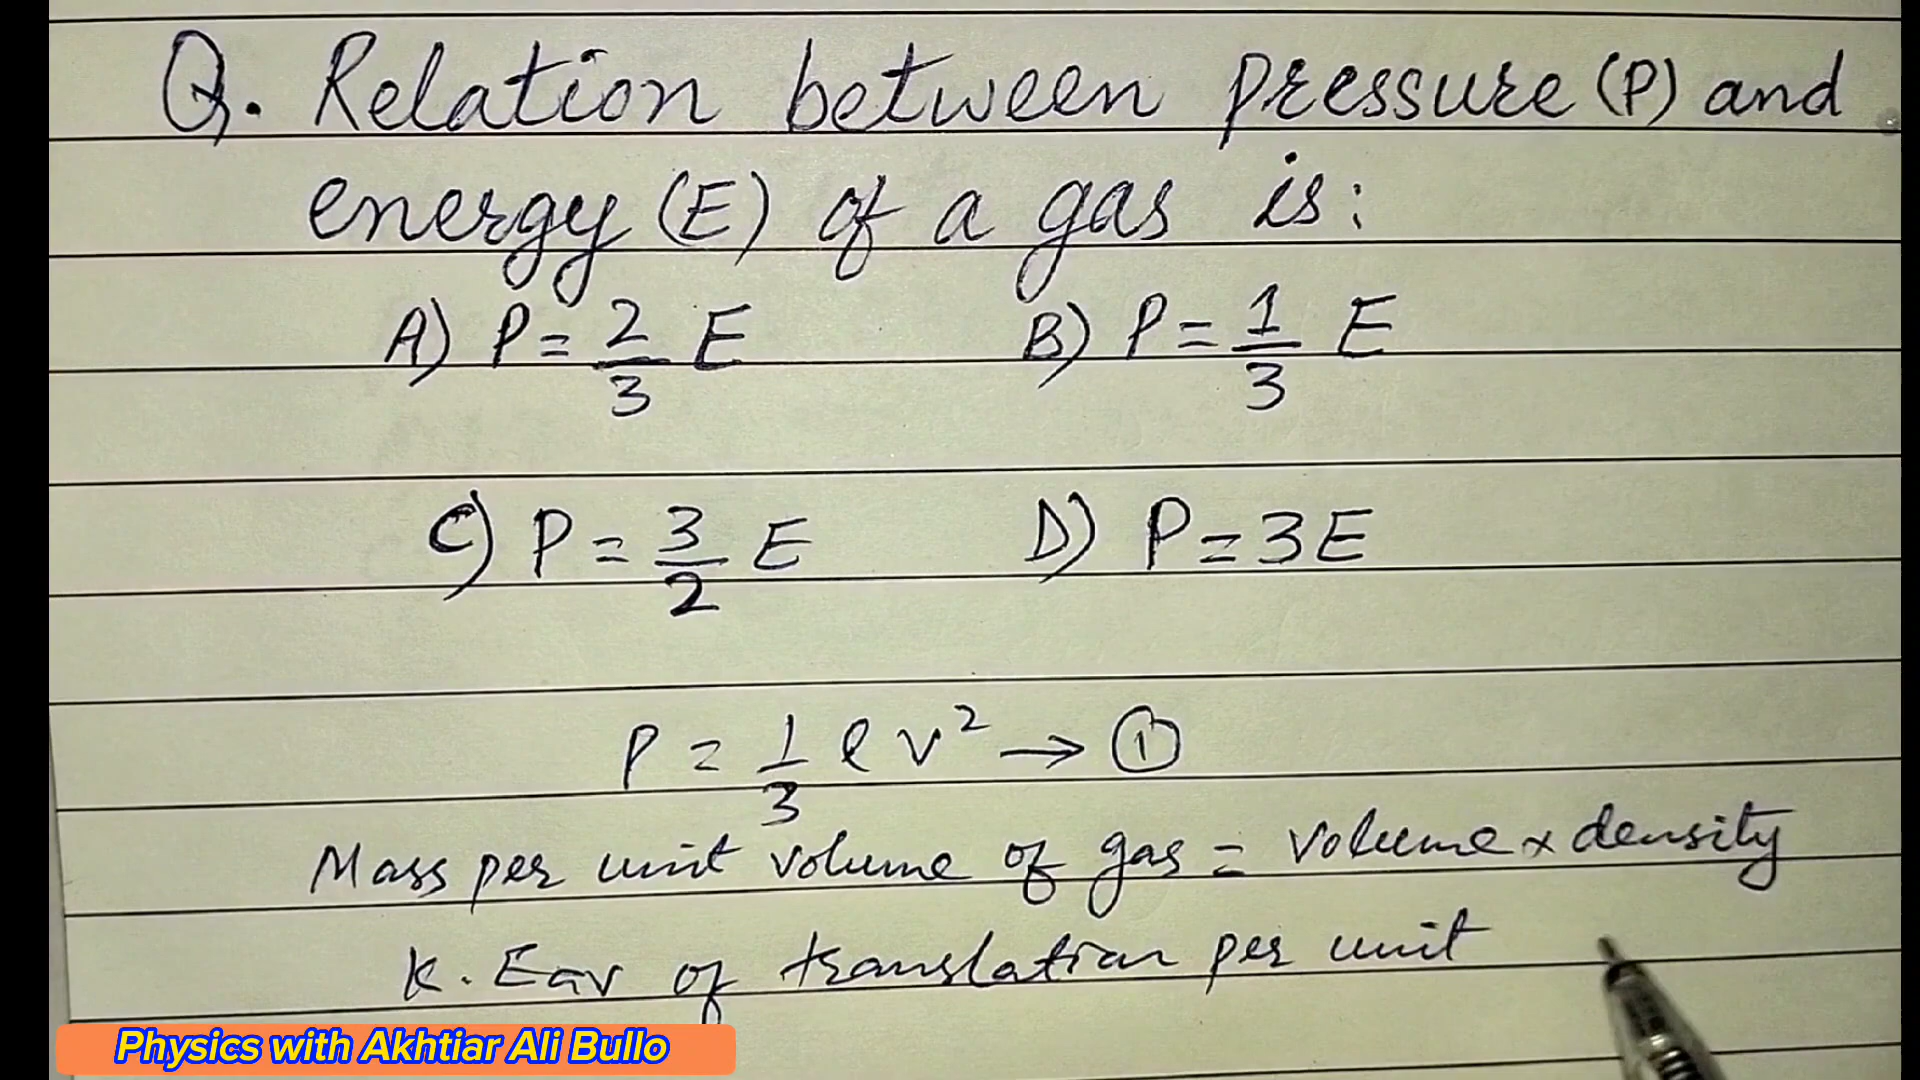 Q. Relation between pressure (P) and
energy (E) of a gas is:
A) P = 2/3 E B) P = 1/3 E
C) P = 3/2 E D) P = 3E
P = 1/3 ρ v² → ①
Mass per unit volume of gas = volume × density
K. Eav of translation per unit
Physics with Akhtiar Ali Bullo